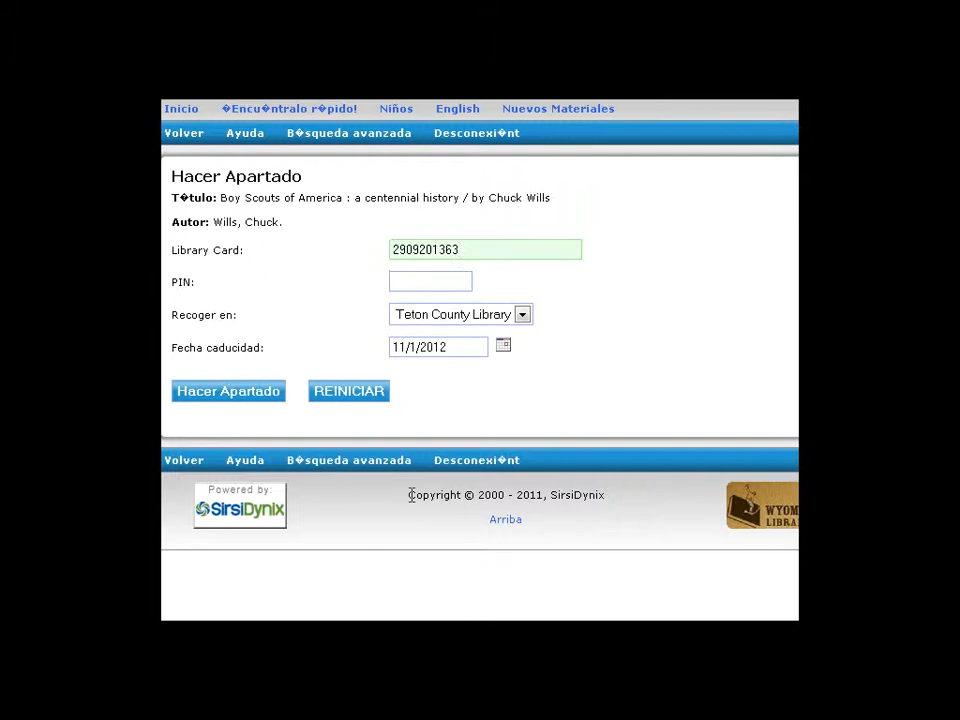 Inicio �Encu�ntralo r�pido! Niños English Nuevos Materiales
Volver Ayuda B�squeda avanzada Desconexi�nt
Hacer Apartado
T�tulo: Boy Scouts of America : a centennial history / by Chuck Wills
Autor: Wills, Chuck.
Library Card: 2909201363
PIN:
Recoger en: Teton County Library
Fecha caducidad: 11/1/2012
Hacer Apartado REINICIAR
Volver Ayuda B�squeda avanzada Desconexi�nt
Powered by:
SirsiDynix
Copyright © 2000 - 2011, SirsiDynix
Arriba